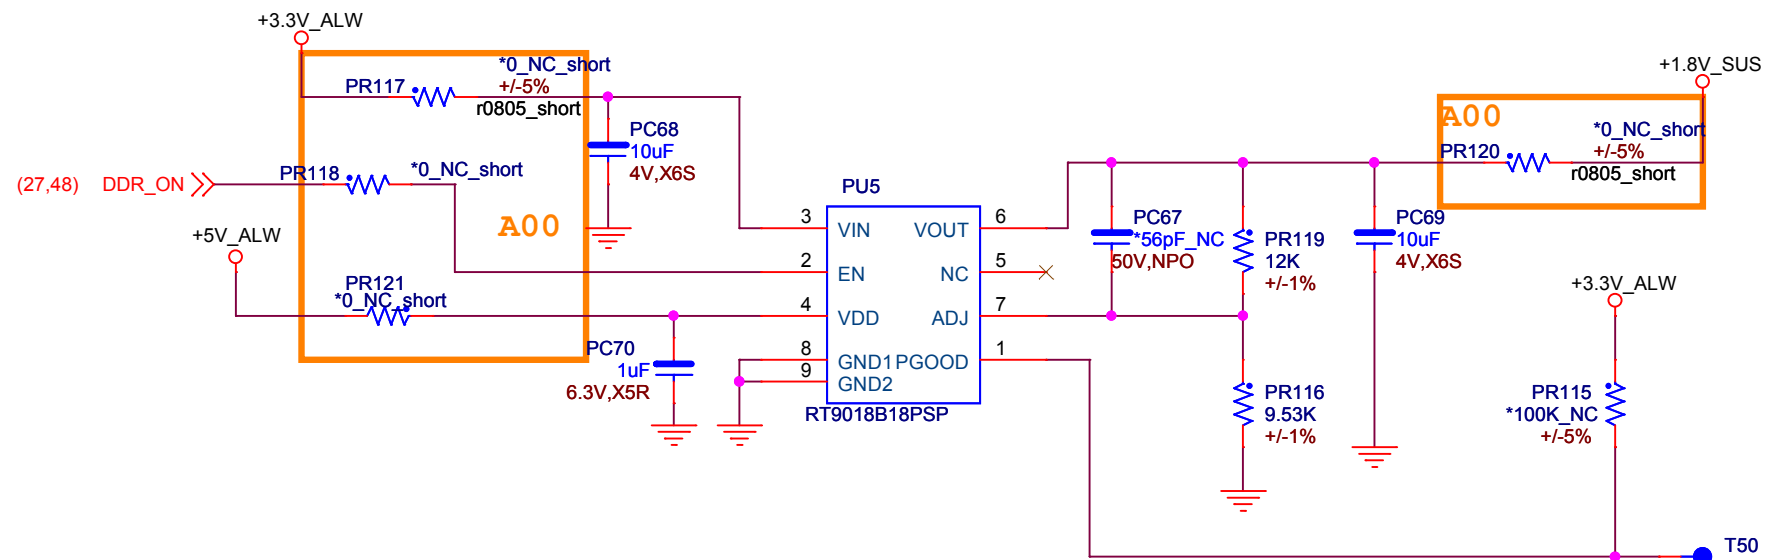 +3.3V_ALW
*0_NC_short
PR117
+/-5%
r0805_short
PC68
10uF
4V,X6S
(27,48)
DDR_ON
PR118
*0_NC_short
A00
+5V_ALW
PR121
*0_NC_short
PC70
1uF
6.3V,X5R
PU5
3
VIN
VOUT
6
2
EN
NC
5
4
VDD
ADJ
7
8
GND1
PGOOD
1
9
GND2
RT9018B18PSP
PC67
*56pF_NC
50V,NPO
PR119
12K
+/-1%
PC69
10uF
4V,X6S
PR116
9.53K
+/-1%
+1.8V_SUS
A00
*0_NC_short
PR120
+/-5%
r0805_short
+3.3V_ALW
PR115
*100K_NC
+/-5%
T50